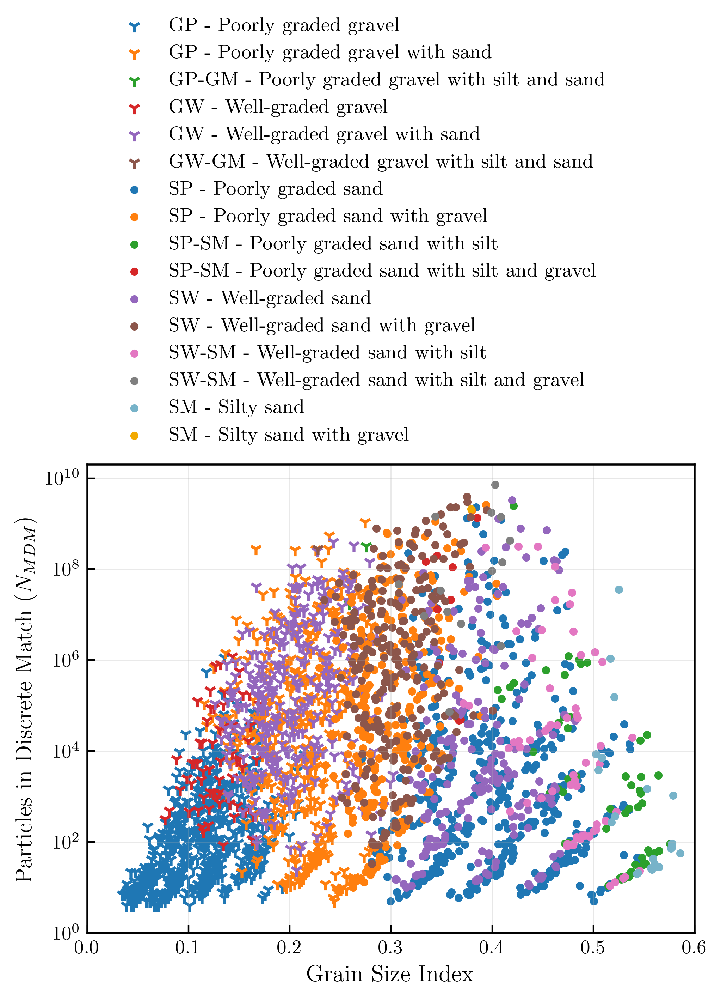 GP - Poorly graded gravel
GP - Poorly graded gravel with sand
GP-GM - Poorly graded gravel with silt and sand
GW - Well-graded gravel
GW - Well-graded gravel with sand
GW-GM - Well-graded gravel with silt and sand
SP - Poorly graded sand
SP - Poorly graded sand with gravel
SP-SM - Poorly graded sand with silt
SP-SM - Poorly graded sand with silt and gravel
SW - Well-graded sand
SW - Well-graded sand with gravel
SW-SM - Well-graded sand with silt
SW-SM - Well-graded sand with silt and gravel
SM - Silty sand
SM - Silty sand with gravel
Particles in Discrete Match (N_{MDM})
10^{10}
10^{8}
10^{6}
10^{4}
10^{2}
10^{0}
0.0 0.1 0.2 0.3 0.4 0.5 0.6
Grain Size Index